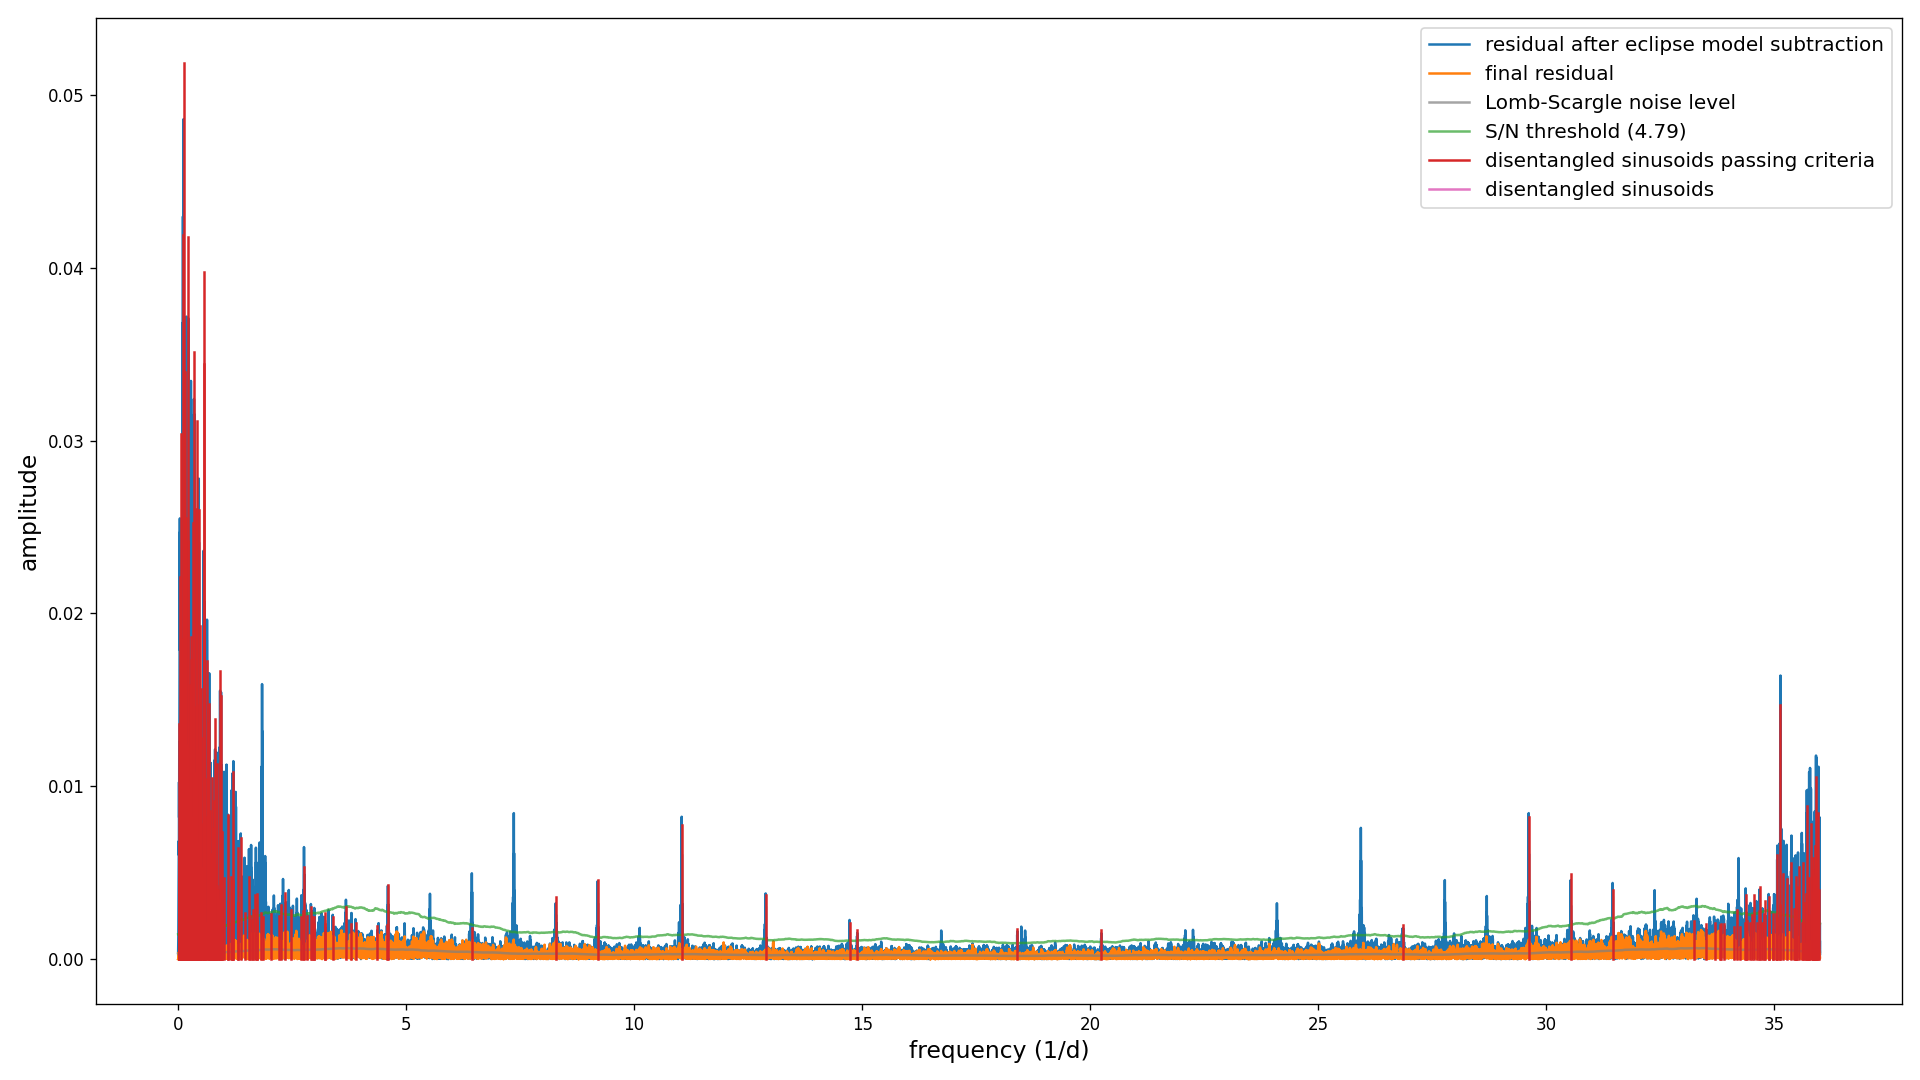 residual after eclipse model subtraction
final residual
Lomb-Scargle noise level
S/N threshold (4.79)
disentangled sinusoids passing criteria
disentangled sinusoids
amplitude
0.05
0.04
0.03
0.02
0.01
0.00
0 5 10 15 20 25 30 35
frequency (1/d)